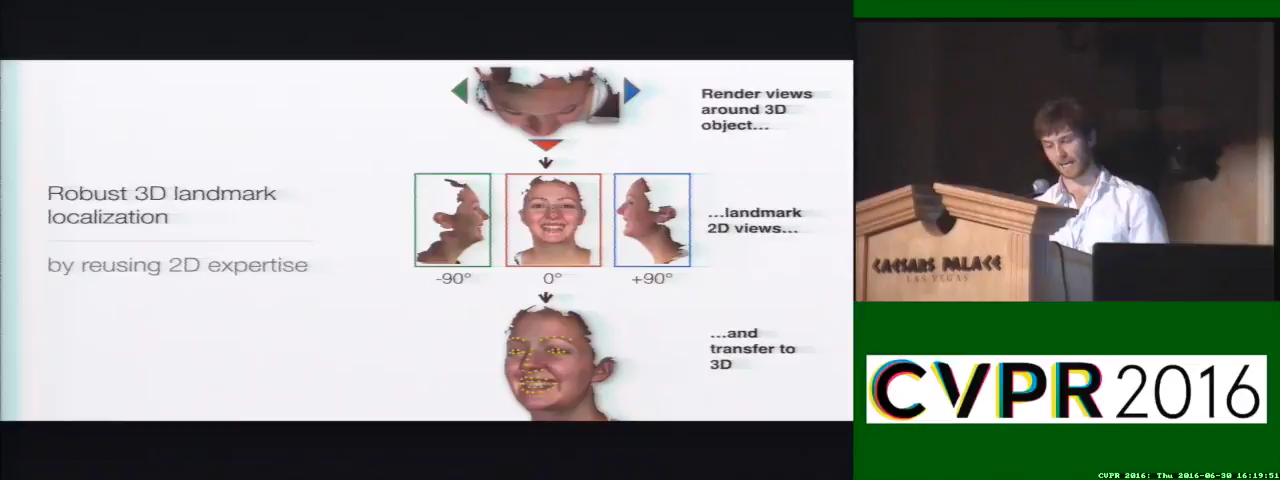 Robust 3D landmark
localization
by reusing 2D expertise
Render views
around 3D
object...
...landmark
2D views...
-90°
0°
+90°
...and
transfer to
3D
CAESARS PALACE
LAS VEGAS
CVPR 2016
CVPR 2016: Thu 2016-06-30 16:19:51